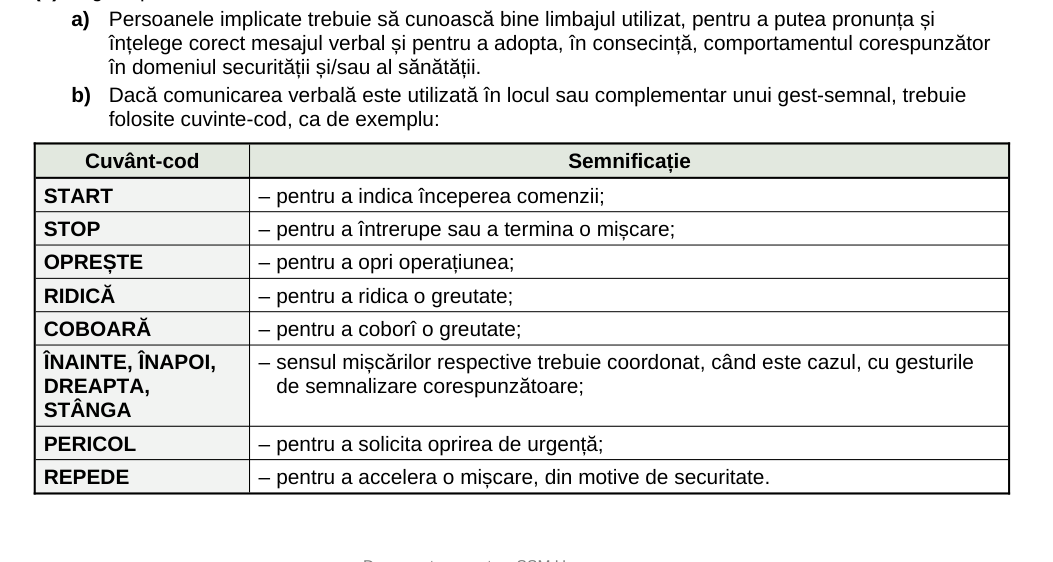 a) Persoanele implicate trebuie să cunoască bine limbajul utilizat, pentru a putea pronunța și
înțelege corect mesajul verbal și pentru a adopta, în consecință, comportamentul corespunzător
în domeniul securității și/sau al sănătății.
b) Dacă comunicarea verbală este utilizată în locul sau complementar unui gest-semnal, trebuie
folosite cuvinte-cod, ca de exemplu:
Cuvânt-cod Semnificație
START – pentru a indica începerea comenzii;
STOP – pentru a întrerupe sau a termina o mișcare;
OPREȘTE – pentru a opri operațiunea;
RIDICĂ – pentru a ridica o greutate;
COBOARĂ – pentru a coborî o greutate;
ÎNAINTE, ÎNAPOI, – sensul mișcărilor respective trebuie coordonat, când este cazul, cu gesturile
DREAPTA, de semnalizare corespunzătoare;
STÂNGA
PERICOL – pentru a solicita oprirea de urgență;
REPEDE – pentru a accelera o mișcare, din motive de securitate.